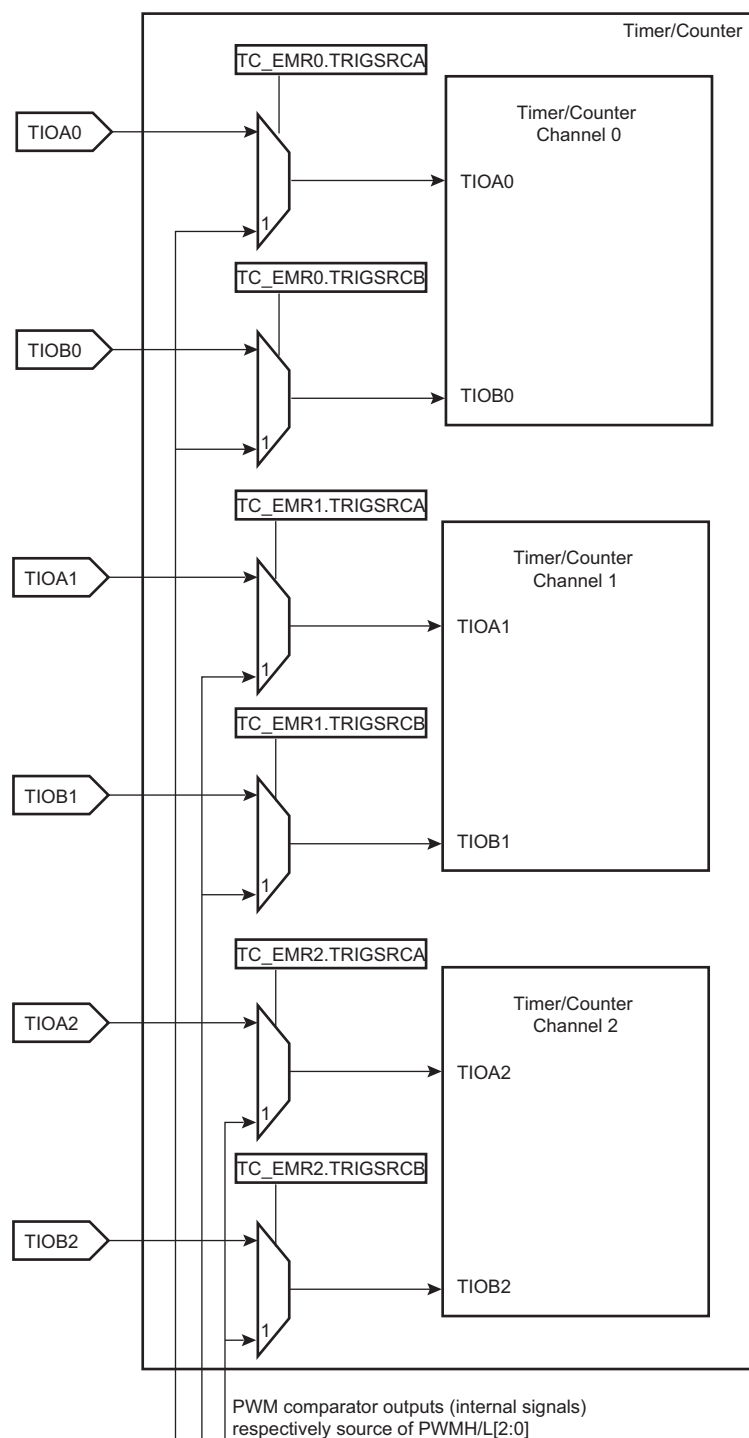 Timer/Counter
TC_EMR0.TRIGSRCA
TIOA0
Timer/Counter
Channel 0
TIOA0
1
TC_EMR0.TRIGSRCB
TIOB0
TIOB0
1
TC_EMR1.TRIGSRCA
TIOA1
Timer/Counter
Channel 1
TIOA1
1
TC_EMR1.TRIGSRCB
TIOB1
TIOB1
1
TC_EMR2.TRIGSRCA
TIOA2
Timer/Counter
Channel 2
TIOA2
1
TC_EMR2.TRIGSRCB
TIOB2
TIOB2
1
PWM comparator outputs (internal signals)
respectively source of PWMH/L[2:0]